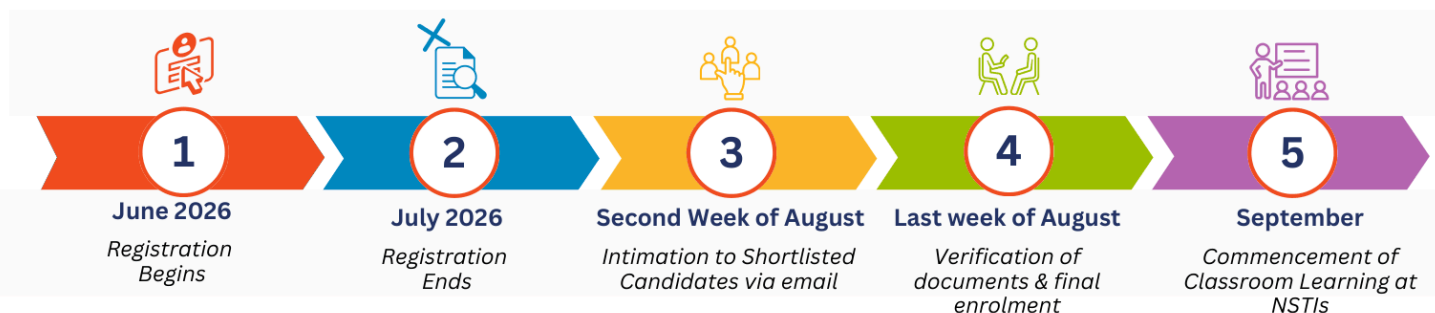 1
June 2026
Registration
Begins
2
July 2026
Registration
Ends
3
Second Week of August
Intimation to Shortlisted
Candidates via email
4
Last week of August
Verification of
documents & final
enrolment
5
September
Commencement of
Classroom Learning at
NSTIs